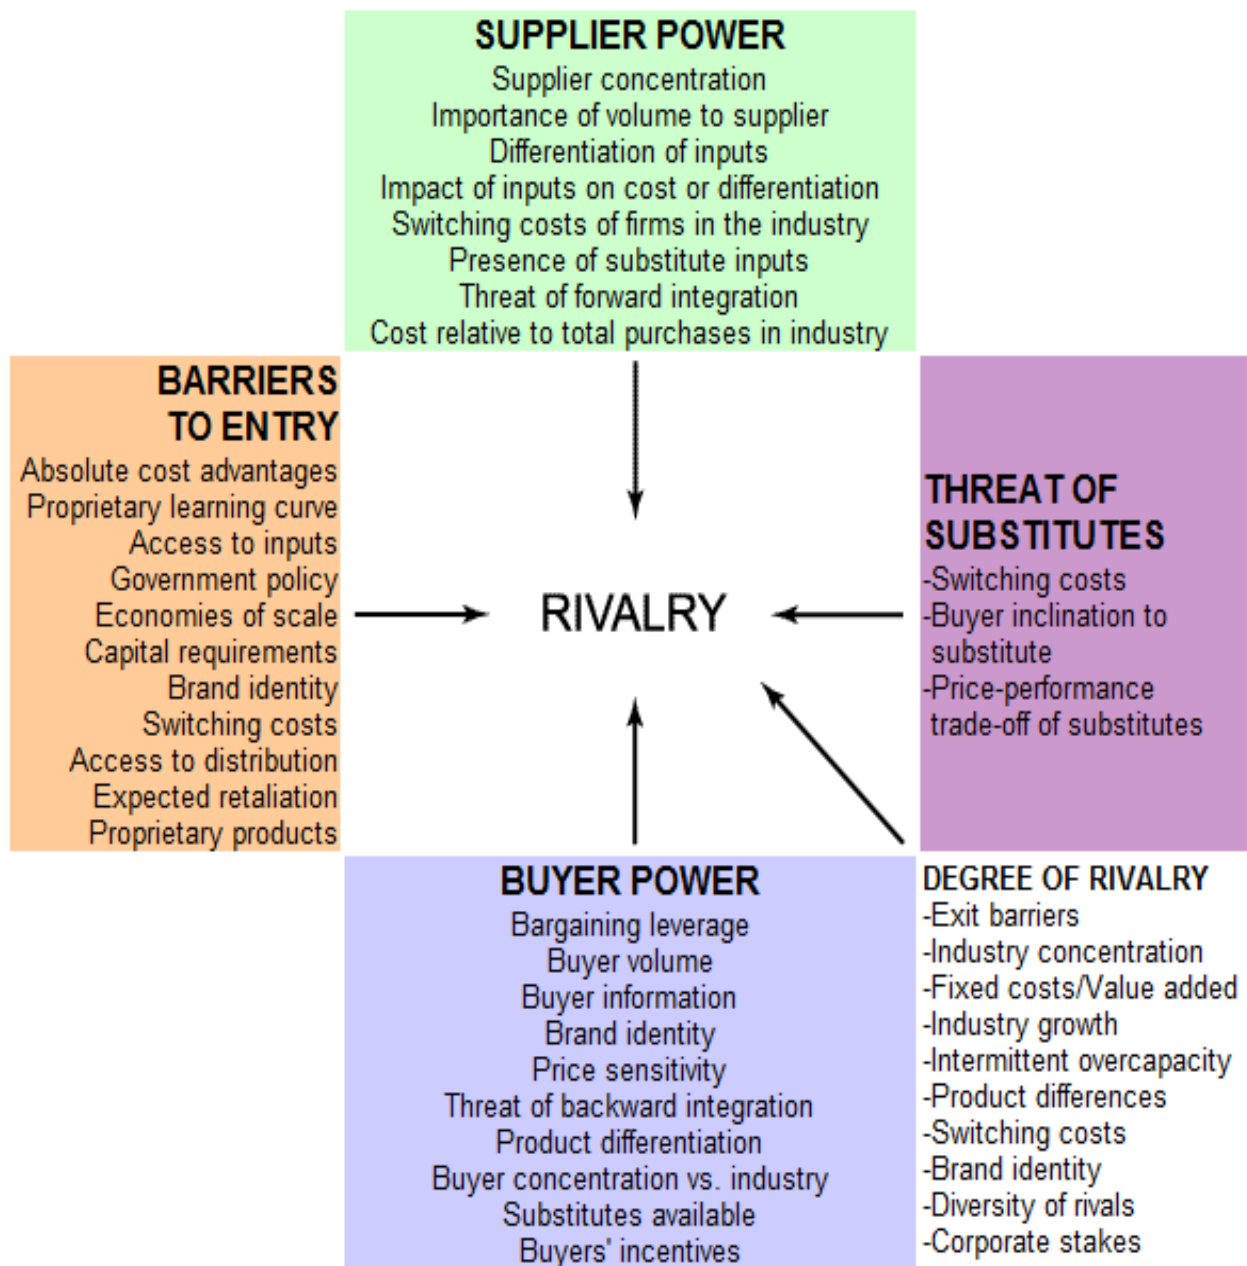 SUPPLIER POWER
Supplier concentration
Importance of volume to supplier
Differentiation of inputs
Impact of inputs on cost or differentiation
Switching costs of firms in the industry
Presence of substitute inputs
Threat of forward integration
Cost relative to total purchases in industry
BARRIERS
TO ENTRY
Absolute cost advantages
Proprietary learning curve
Access to inputs
Government policy
Economies of scale
Capital requirements
Brand identity
Switching costs
Access to distribution
Expected retaliation
Proprietary products
RIVALRY
THREAT OF
SUBSTITUTES
-Switching costs
-Buyer inclination to
substitute
-Price-performance
trade-off of substitutes
BUYER POWER
Bargaining leverage
Buyer volume
Buyer information
Brand identity
Price sensitivity
Threat of backward integration
Product differentiation
Buyer concentration vs. industry
Substitutes available
Buyers' incentives
DEGREE OF RIVALRY
-Exit barriers
-Industry concentration
-Fixed costs/Value added
-Industry growth
-Intermittent overcapacity
-Product differences
-Switching costs
-Brand identity
-Diversity of rivals
-Corporate stakes